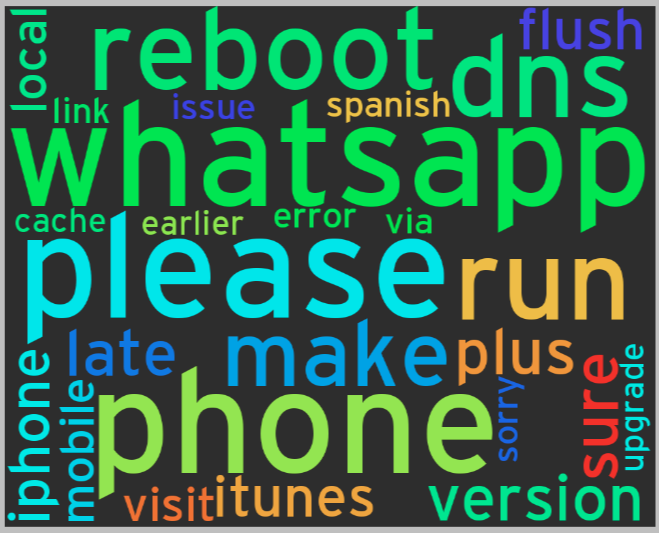 local
reboot
flush
dns
link
issue
spanish
whatsapp
cache
earlier
error
via
please
run
late
make
plus
iphone
mobile
phone
sorry
sure
upgrade
visit
itunes
version